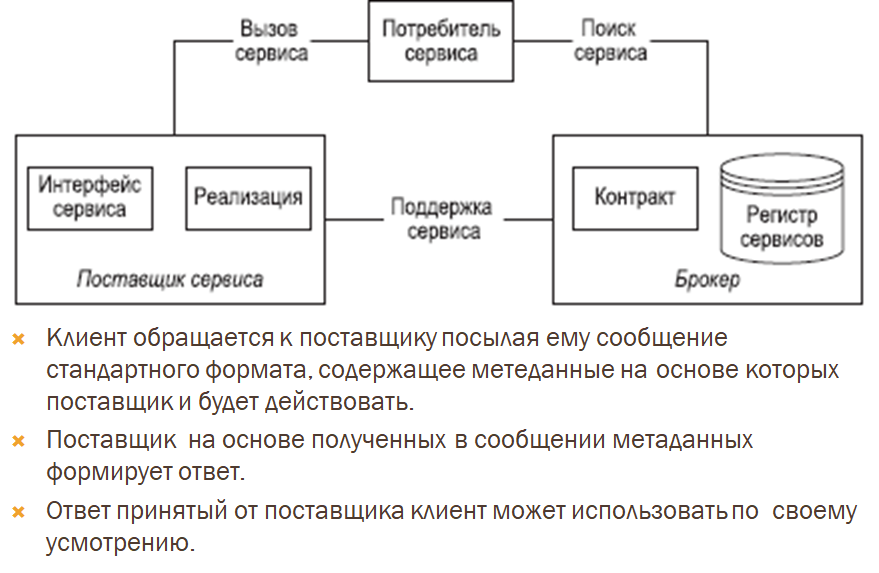 Вызов
сервиса
Потребитель
сервиса
Поиск
сервиса
Интерфейс
сервиса
Реализация
Поставщик сервиса
Поддержка
сервиса
Контракт
Регистр
сервисов
Брокер
Клиент обращается к поставщику посылая ему сообщение
стандартного формата, содержащее метеданные на основе которых
поставщик и будет действовать.
Поставщик на основе полученных в сообщении метаданных
формирует ответ.
Ответ принятый от поставщика клиент может использовать по своему
усмотрению.